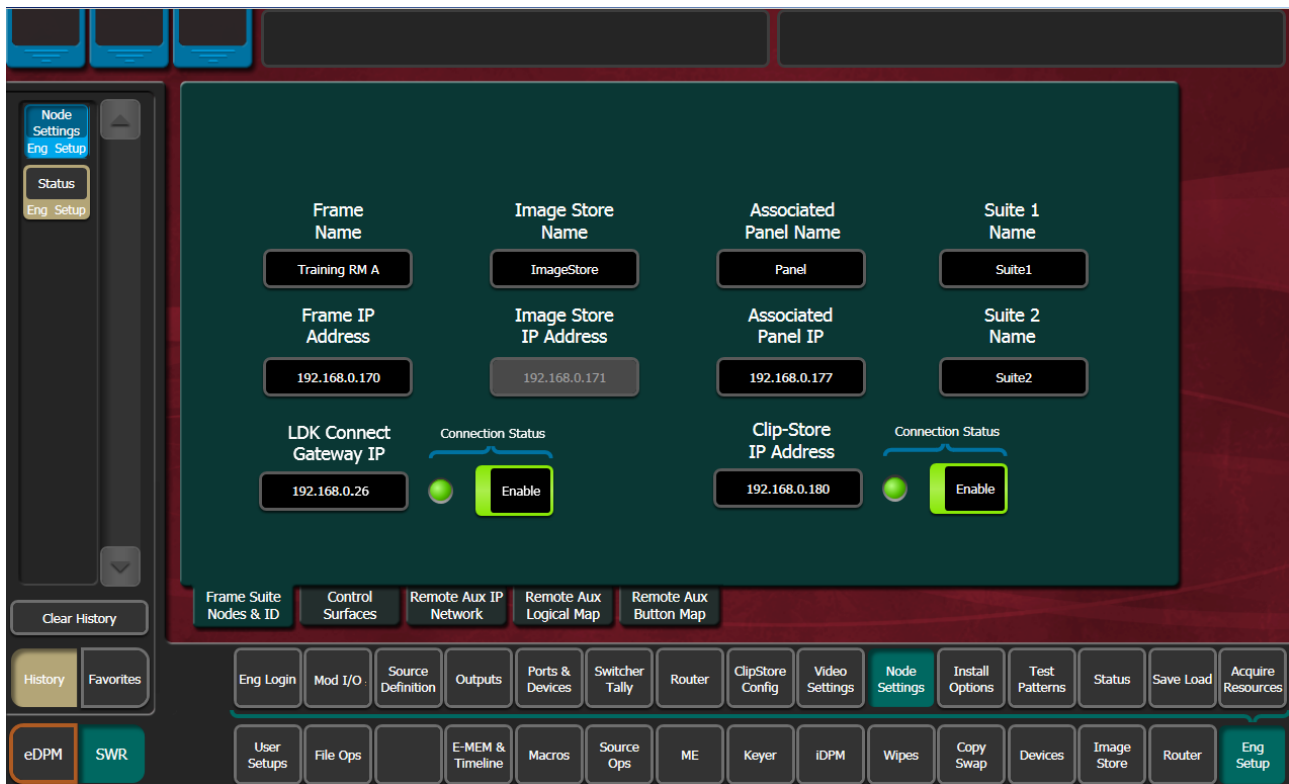 Node
Settings
Eng Setup
Status
Eng Setup
Clear History
History
Favorites
eDPM
SWR
Frame
Name
Training RM A
Image Store
Name
ImageStore
Associated
Panel Name
Panel
Suite 1
Name
Suite1
Frame IP
Address
192.168.0.170
Image Store
IP Address
192.168.0.171
Associated
Panel IP
192.168.0.177
Suite 2
Name
Suite2
LDK Connect
Gateway IP
192.168.0.26
Connection Status
Enable
Clip-Store
IP Address
192.168.0.180
Connection Status
Enable
Frame Suite
Nodes & ID
Control
Surfaces
Remote Aux IP
Network
Remote Aux
Logical Map
Remote Aux
Button Map
Eng Login
Mod I/O :
Source
Definition
Outputs
Ports &
Devices
Switcher
Tally
Router
ClipStore
Config
Video
Settings
Node
Settings
Install
Options
Test
Patterns
Status
Save Load
Acquire
Resources
User
Setups
File Ops
E-MEM &
Timeline
Macros
Source
Ops
ME
Keyer
iDPM
Wipes
Copy
Swap
Devices
Image
Store
Router
Eng
Setup